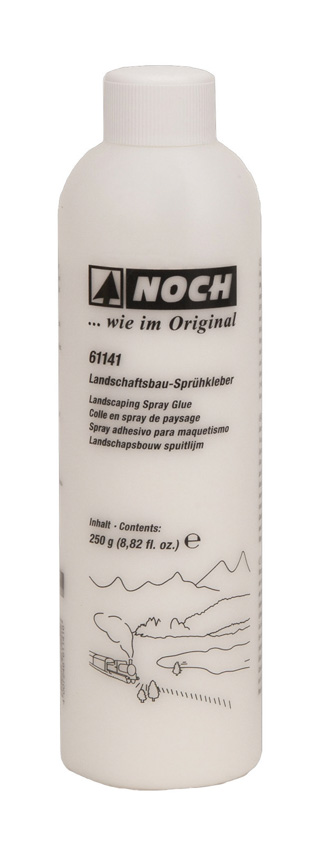 NOCH
... wie im Original
61141
Landschaftsbau-Sprühkleber
Landscaping Spray Glue
Colle en spray de paysage
Spray adhesivo para maquetismo
Landschapsbouw spuitlijm
Inhalt · Contents:
250 g (8,82 fl. oz.) ℮